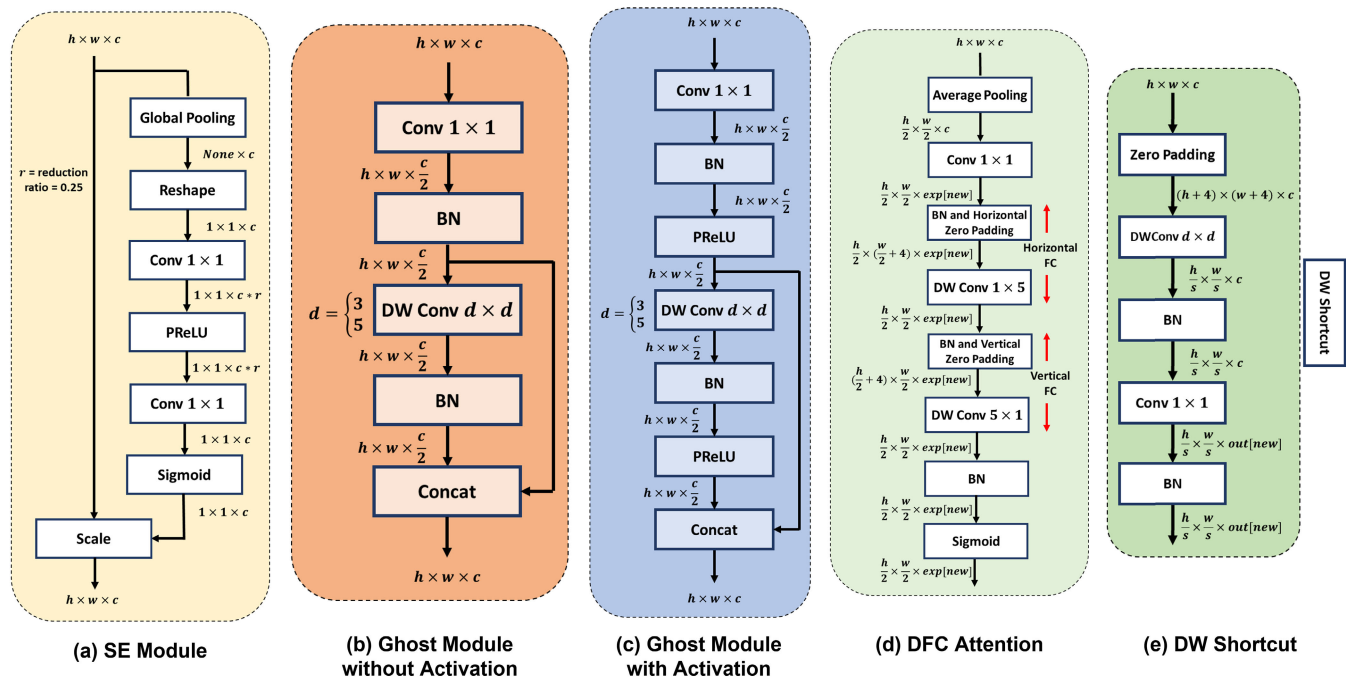 h × w × c
Global Pooling
None × c
r = reduction
ratio = 0.25
Reshape
1 × 1 × c
Conv 1 × 1
1 × 1 × c * r
PReLU
1 × 1 × c * r
Conv 1 × 1
1 × 1 × c
Sigmoid
1 × 1 × c
Scale
h × w × c
(a) SE Module
h × w × c
Conv 1 × 1
h × w × c/2
BN
h × w × c/2
d = {3 5
DW Conv d × d
h × w × c/2
BN
h × w × c/2
Concat
h × w × c
(b) Ghost Module
without Activation
h × w × c
Conv 1 × 1
h × w × c/2
BN
h × w × c/2
PReLU
h × w × c/2
d = {3 5
DW Conv d × d
h × w × c/2
BN
h × w × c/2
PReLU
h × w × c/2
Concat
h × w × c
(c) Ghost Module
with Activation
h × w × c
Average Pooling
h/2 × w/2 × c
Conv 1 × 1
h/2 × w/2 × exp[new]
BN and Horizontal
Zero Padding
Horizontal
FC
h/2 × (w/2 + 4) × exp[new]
DW Conv 1 × 5
h/2 × w/2 × exp[new]
BN and Vertical
Zero Padding
Vertical
FC
(h/2 + 4) × w/2 × exp[new]
DW Conv 5 × 1
h/2 × w/2 × exp[new]
BN
h/2 × w/2 × exp[new]
Sigmoid
h/2 × w/2 × exp[new]
(d) DFC Attention
h × w × c
Zero Padding
(h + 4) × (w + 4) × c
DWConv d × d
h/s × w/s × c
BN
h/s × w/s × c
Conv 1 × 1
h/s × w/s × out[new]
BN
h/s × w/s × out[new]
(e) DW Shortcut
DW Shortcut